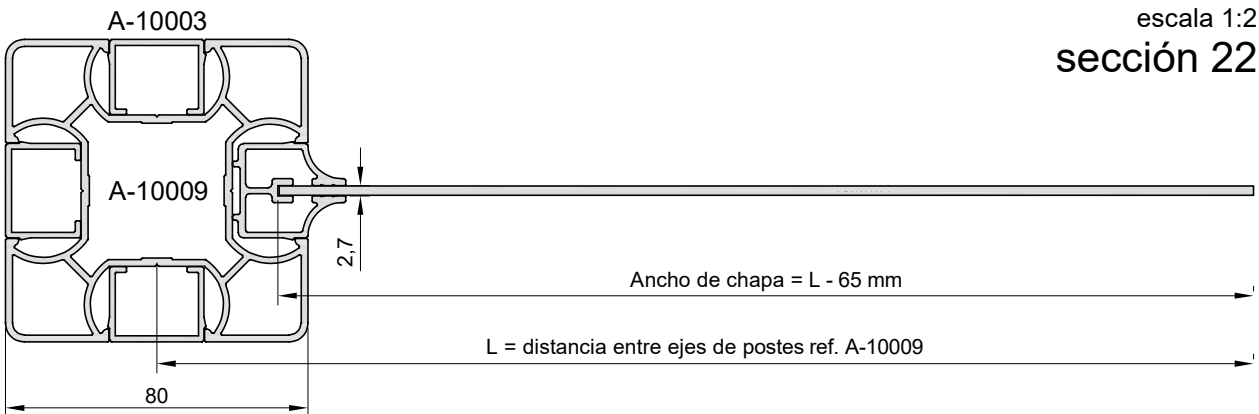 A-10003
escala 1:2
sección 22
A-10009
2,7
Ancho de chapa = L - 65 mm
L = distancia entre ejes de postes ref. A-10009
80